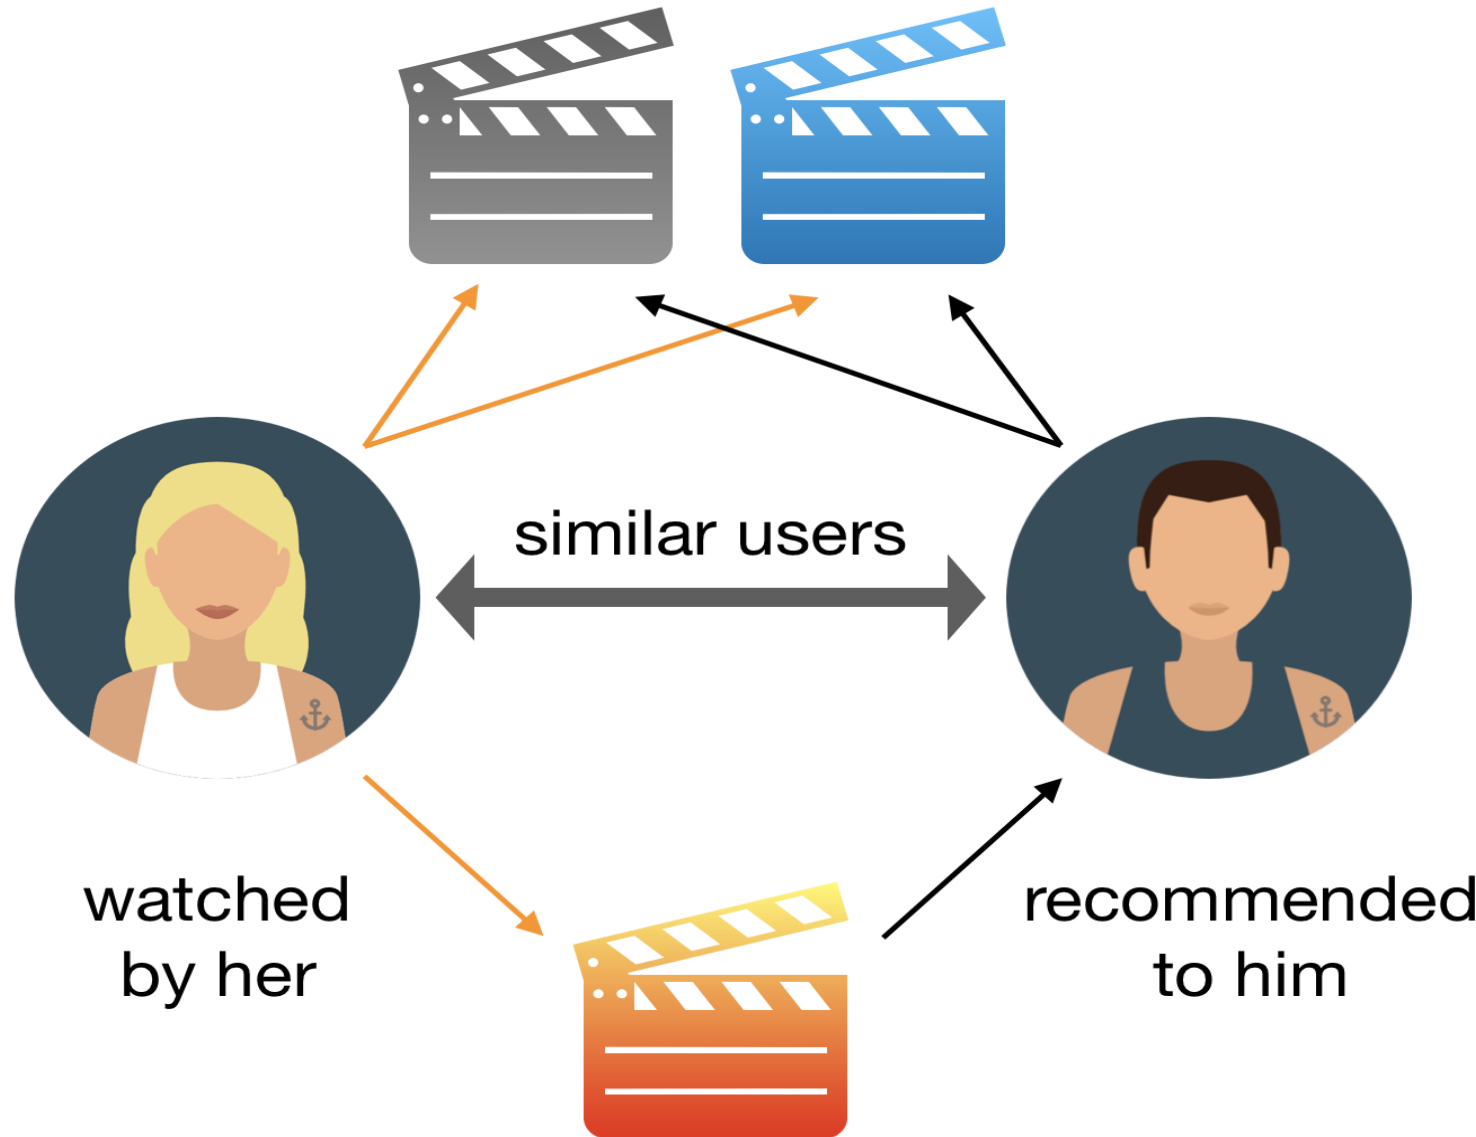 similar users
watched
by her
recommended
to him